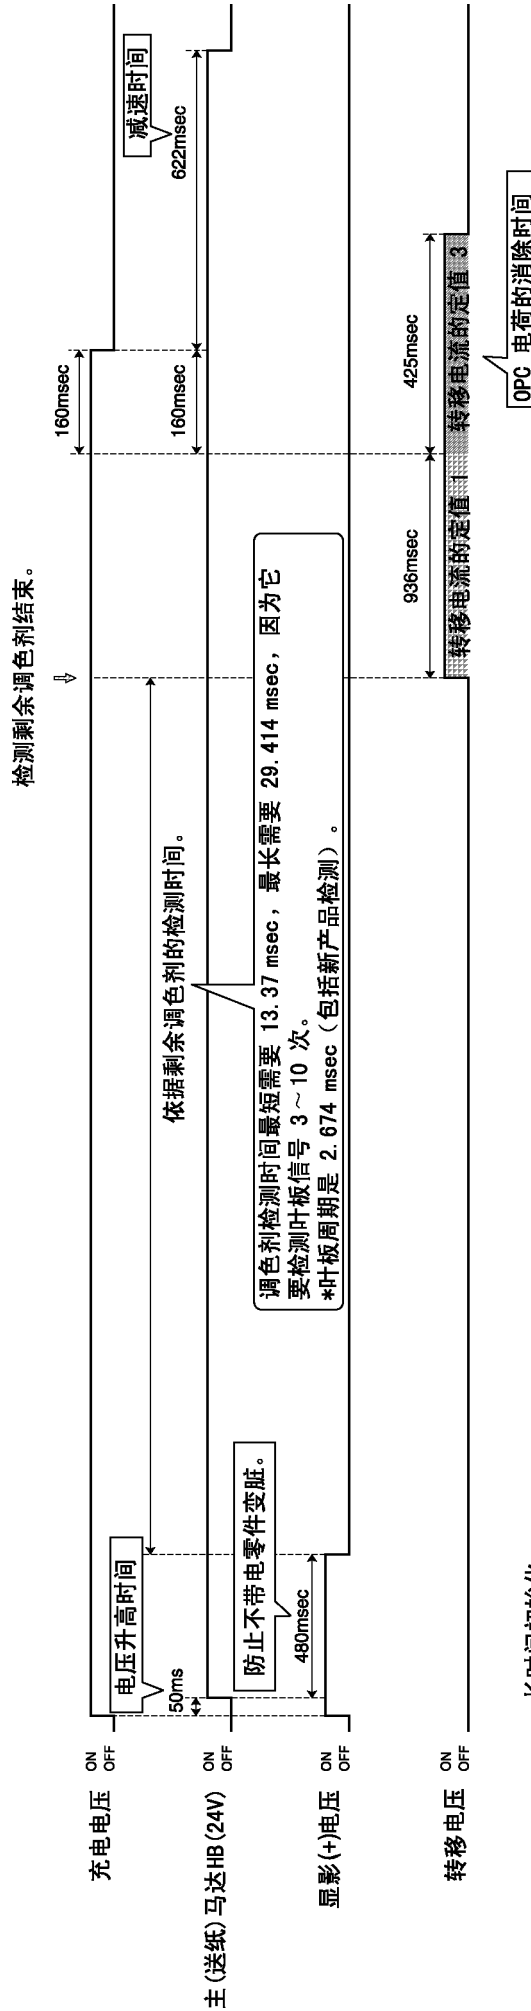 检测剩余调色剂结束。
充电电压
ON
OFF
电压升高时间
160msec
减速时间
50ms
依据剩余调色剂的检测时间。
160msec
622msec
主(送纸)马达HB(24V)
ON
OFF
防止不带电零件变脏。
调色剂检测时间最短需要 13.37 msec，最长需要 29.414 msec，因为它
要检测叶板信号 3～10 次。
*叶板周期是 2.674 msec（包括新产品检测）。
480msec
显影(+)电压
ON
OFF
936msec
425msec
转移电压
ON
OFF
转移电流的定值 1
转移电流的定值 3
OPC 电荷的消除时间